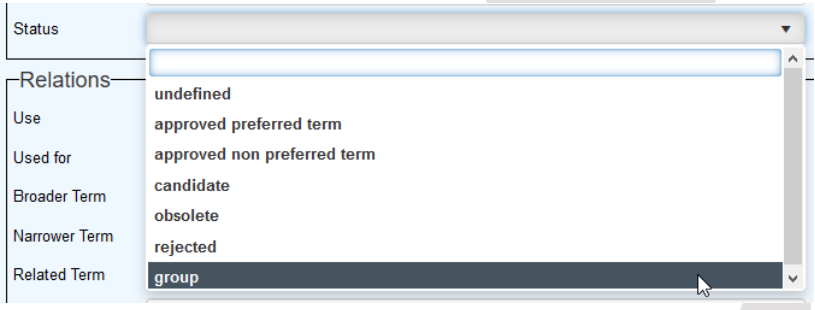 Status
undefined
approved preferred term
approved non preferred term
candidate
obsolete
rejected
group
Relations
Use
Used for
Broader Term
Narrower Term
Related Term